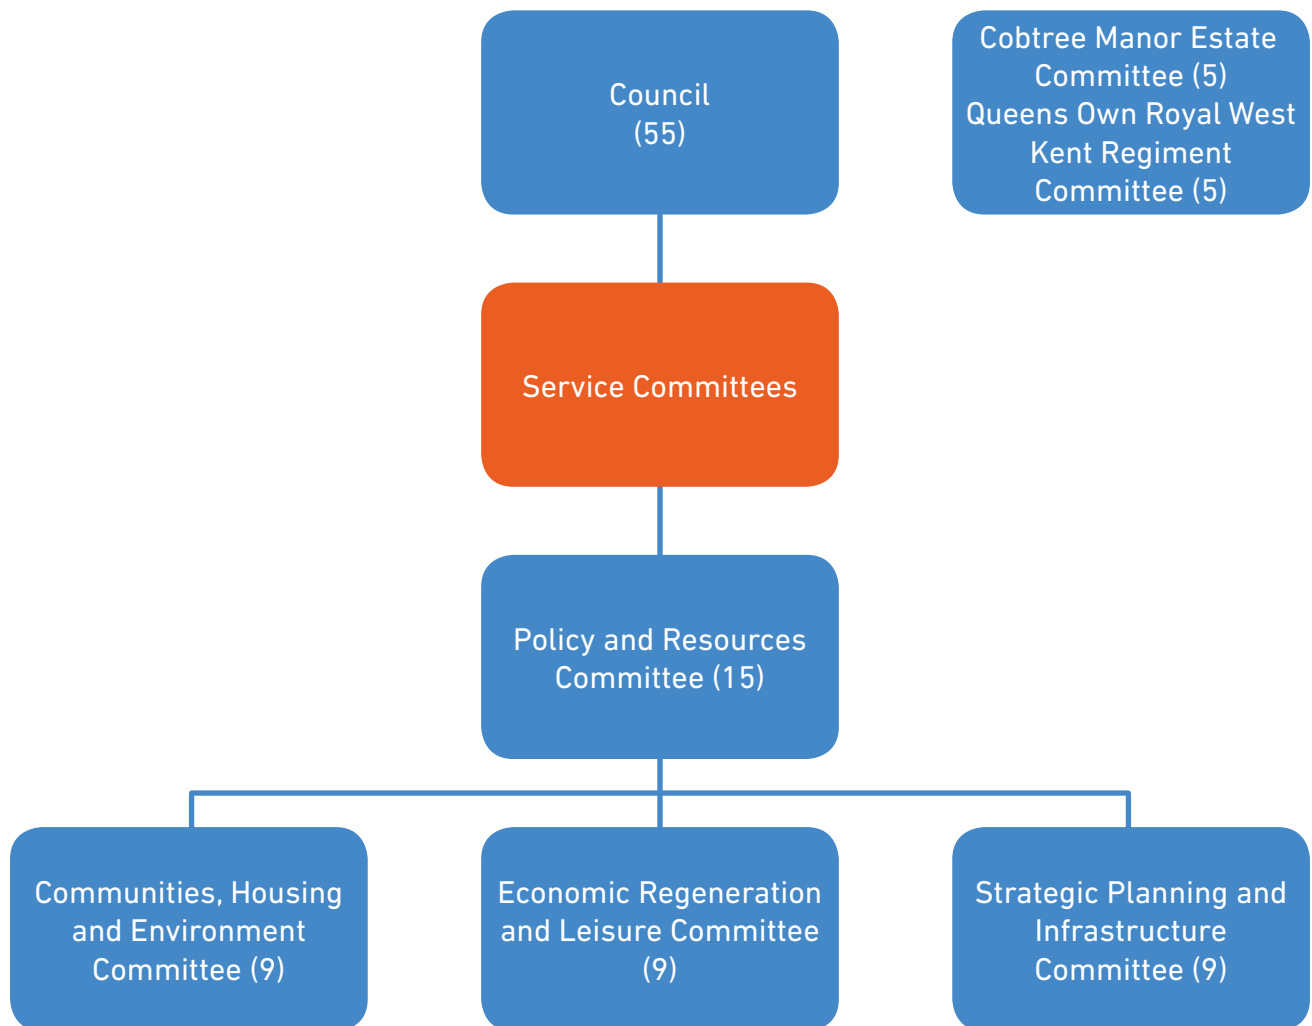 Council
(55)
Cobtree Manor Estate
Committee (5)
Queens Own Royal West
Kent Regiment
Committee (5)
Service Committees
Policy and Resources
Committee (15)
Communities, Housing
and Environment
Committee (9)
Economic Regeneration
and Leisure Committee
(9)
Strategic Planning and
Infrastructure
Committee (9)